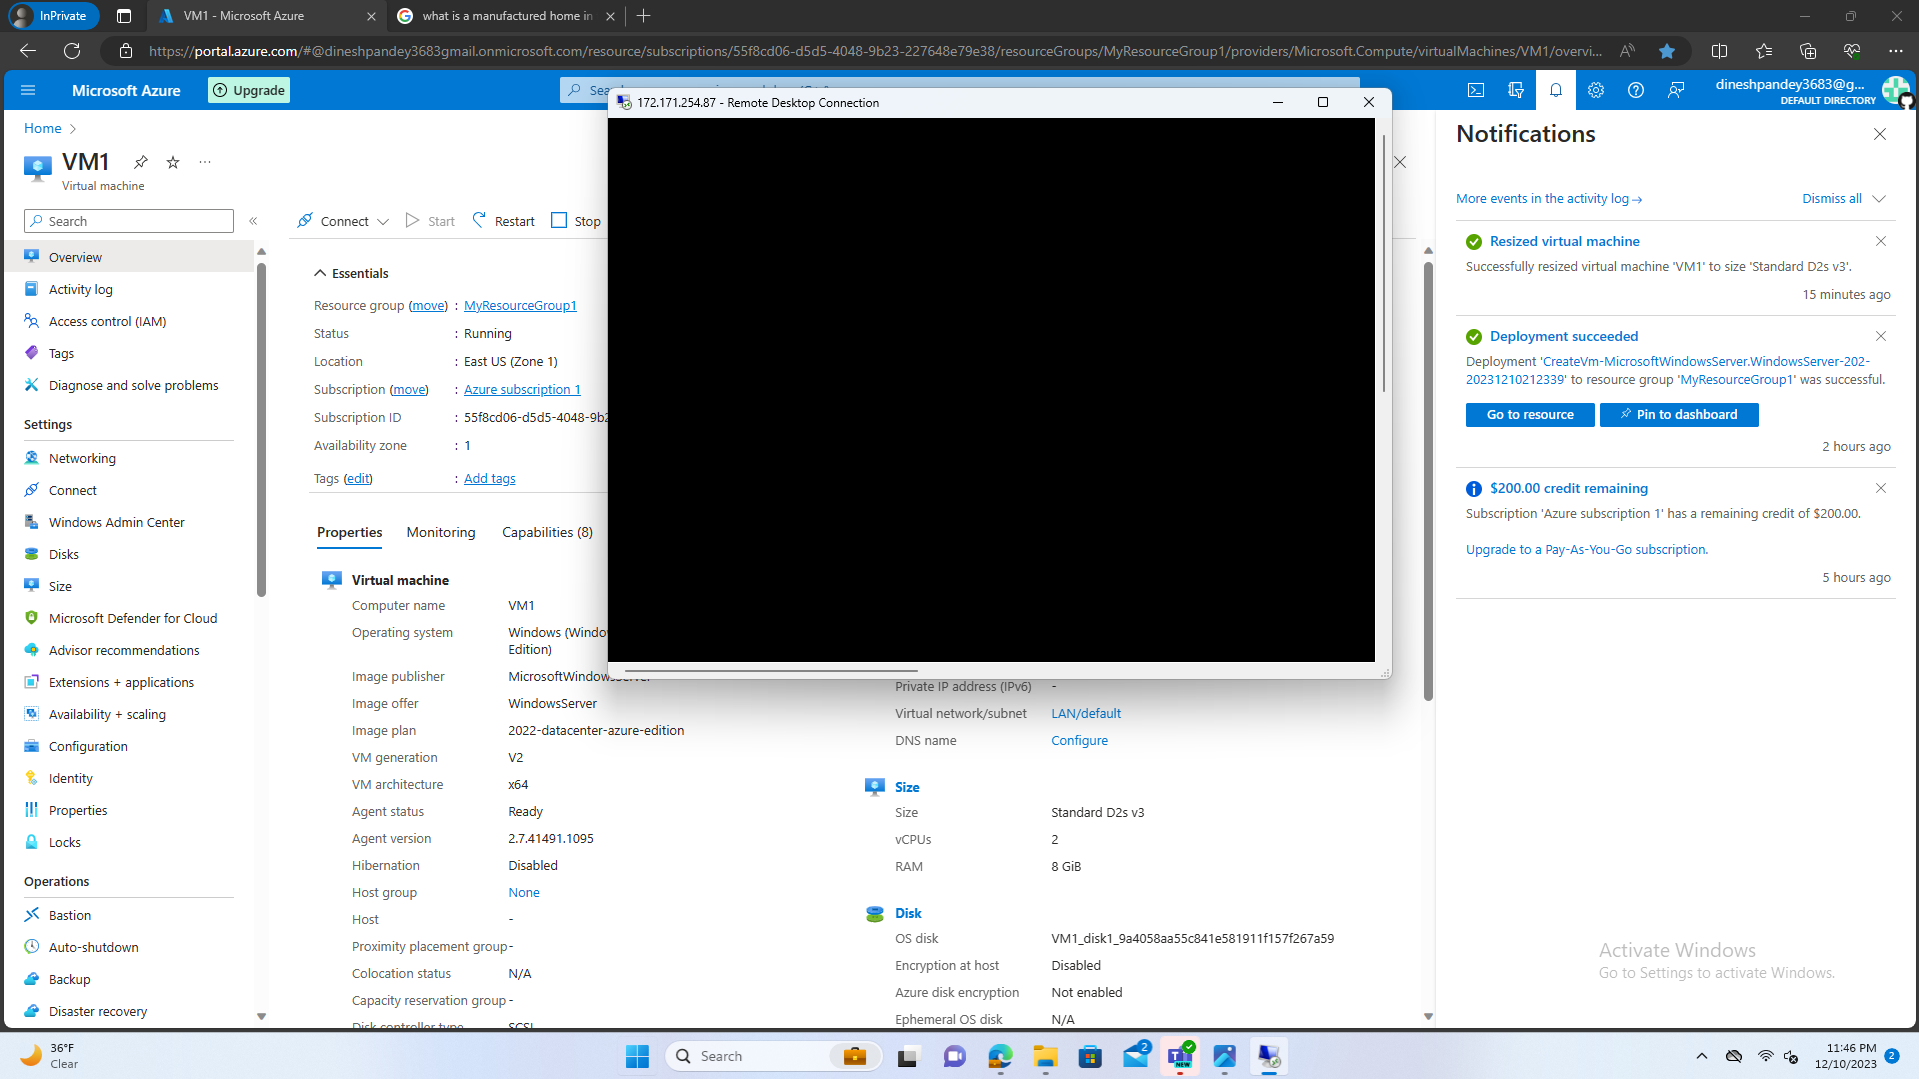 InPrivate
VM1 - Microsoft Azure
what is a manufactured home in
https://portal.azure.com/#@dineshpandey3683gmail.onmicrosoft.com/resource/subscriptions/55f8cd06-d5d5-4048-9b23-227648e79e38/resourceGroups/MyResourceGroup1/providers/Microsoft.Compute/virtualMachines/VM1/overvi...
Microsoft Azure
Upgrade
dineshpandey3683@g...
DEFAULT DIRECTORY
172.171.254.87 - Remote Desktop Connection
Home
VM1
Virtual machine
Search
Connect
Start
Restart
Stop
Overview
Activity log
Access control (IAM)
Tags
Diagnose and solve problems
Settings
Networking
Connect
Windows Admin Center
Disks
Size
Microsoft Defender for Cloud
Advisor recommendations
Extensions + applications
Availability + scaling
Configuration
Identity
Properties
Locks
Operations
Bastion
Auto-shutdown
Backup
Disaster recovery
Essentials
Resource group (move) : MyResourceGroup1
Status : Running
Location : East US (Zone 1)
Subscription (move) : Azure subscription 1
Subscription ID : 55f8cd06-d5d5-4048-9b2
Availability zone : 1
Tags (edit) : Add tags
Properties Monitoring Capabilities (8)
Virtual machine
Computer name VM1
Operating system Windows (Windo
Edition)
Image publisher MicrosoftWindowsServer
Image offer WindowsServer
Image plan 2022-datacenter-azure-edition
VM generation V2
VM architecture x64
Agent status Ready
Agent version 2.7.41491.1095
Hibernation Disabled
Host group None
Host -
Proximity placement group -
Colocation status N/A
Capacity reservation group -
Disk controller type SCSI
Private IP address (IPv6) -
Virtual network/subnet LAN/default
DNS name Configure
Size
Size Standard D2s v3
vCPUs 2
RAM 8 GiB
Disk
OS disk VM1_disk1_9a4058aa55c841e581911f157f267a59
Encryption at host Disabled
Azure disk encryption Not enabled
Ephemeral OS disk N/A
Notifications
More events in the activity log →
Dismiss all
Resized virtual machine
Successfully resized virtual machine 'VM1' to size 'Standard D2s v3'.
15 minutes ago
Deployment succeeded
Deployment 'CreateVm-MicrosoftWindowsServer.WindowsServer-202-
20231210212339' to resource group 'MyResourceGroup1' was successful.
Go to resource
Pin to dashboard
2 hours ago
$200.00 credit remaining
Subscription 'Azure subscription 1' has a remaining credit of $200.00.
Upgrade to a Pay-As-You-Go subscription.
5 hours ago
Activate Windows
Go to Settings to activate Windows.
36°F
Clear
Search
2
NEW
11:46 PM
12/10/2023
2